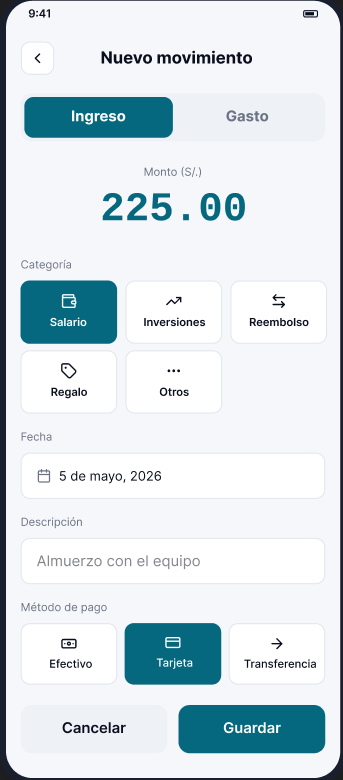 9:41
Nuevo movimiento
Ingreso Gasto
Monto (S/.)
225.00
Categoría
Salario Inversiones Reembolso
Regalo Otros
Fecha
5 de mayo, 2026
Descripción
Almuerzo con el equipo
Método de pago
Efectivo Tarjeta Transferencia
Cancelar Guardar